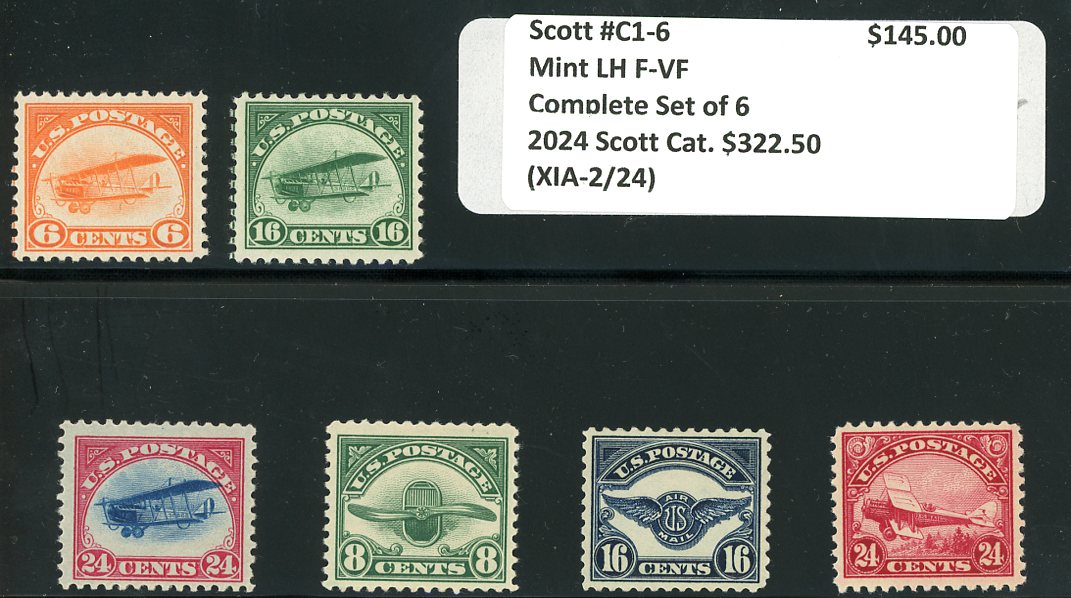 Scott #C1-6 $145.00
Mint LH F-VF
Complete Set of 6
2024 Scott Cat. $322.50
(XIA-2/24)
U.S. POSTAGE
6 CENTS 6
U.S. POSTAGE
16 CENTS 16
U.S. POSTAGE
24 CENTS 24
U.S. POSTAGE
8 CENTS 8
U.S. POSTAGE
AIR
US
MAIL
16 CENTS 16
U.S. POSTAGE
24 CENTS 24